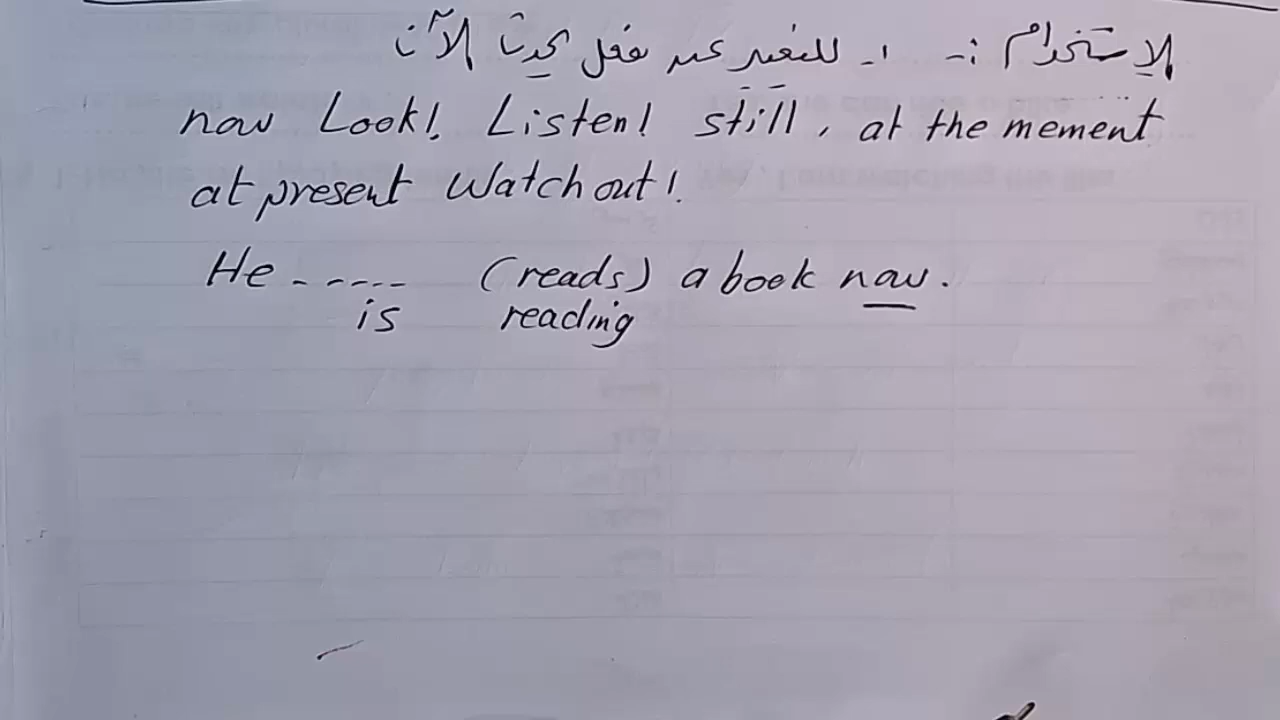 الاستخدام :- ١- للتعبير عن فعل يحدث الآن
now Look! Listen! still, at the mement
at present Watch out!
He ----- (reads) a book now.
is reading